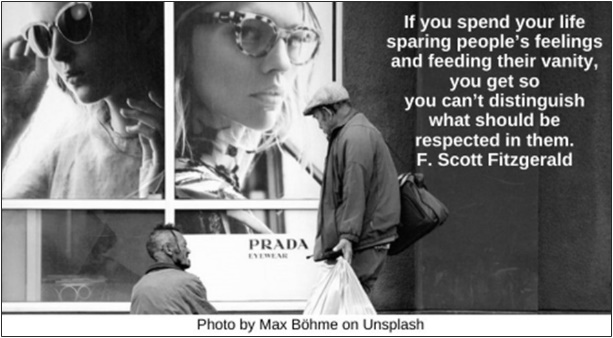 If you spend your life
sparing people's feelings
and feeding their vanity,
you get so
you can't distinguish
what should be
respected in them.
F. Scott Fitzgerald
PRADA
EYEWEAR
Photo by Max Böhme on Unsplash